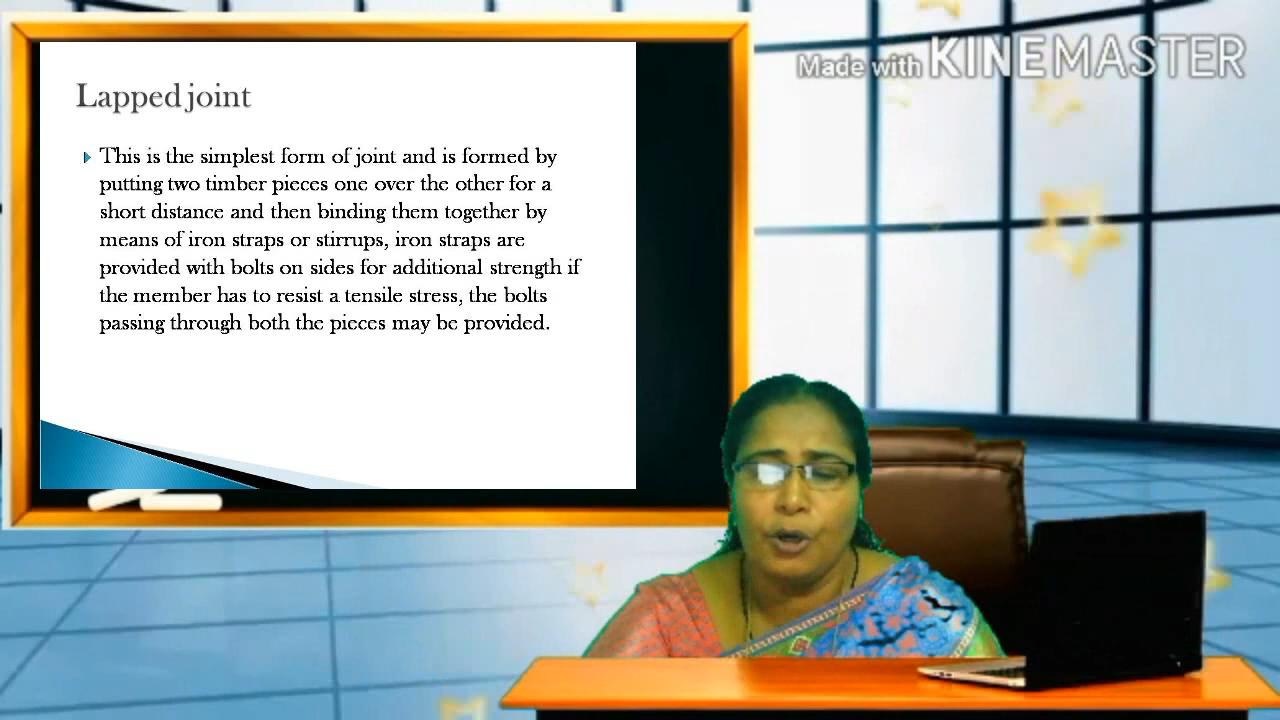 Made with KINEMASTER
Lapped joint
This is the simplest form of joint and is formed by
putting two timber pieces one over the other for a
short distance and then binding them together by
means of iron straps or stirrups, iron straps are
provided with bolts on sides for additional strength if
the member has to resist a tensile stress, the bolts
passing through both the pieces may be provided.